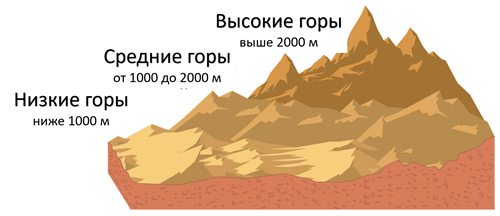 Высокие горы
выше 2000 м
Средние горы
от 1000 до 2000 м
Низкие горы
ниже 1000 м